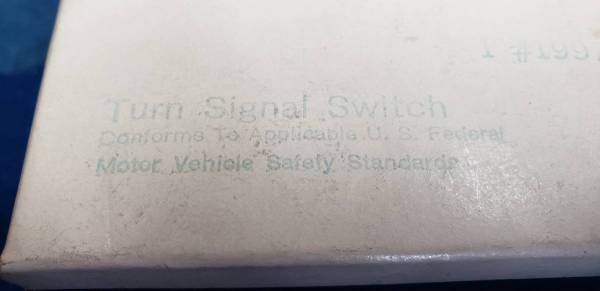 Turn Signal Switch
Conforms To Applicable U. S. Federal
Motor Vehicle Safety Standards